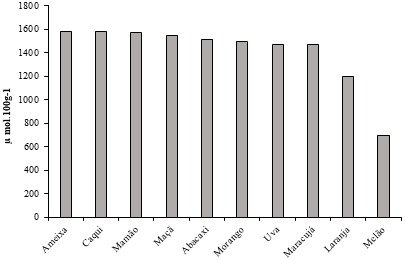 1800
1600
1400
1200
1000
800
600
400
200
0
µ mol.100g-1
Ameixa
Caqui
Mamão
Maçã
Abacaxi
Morango
Uva
Maracujá
Laranja
Melão